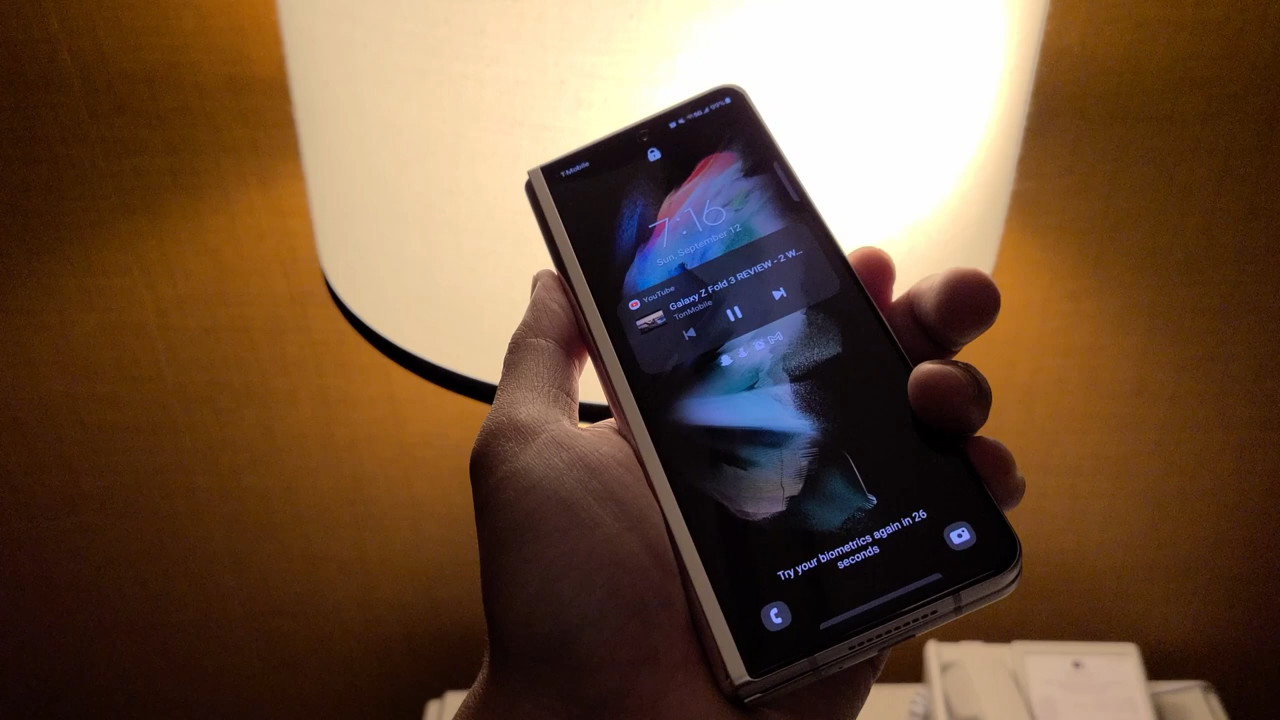 T-Mobile
99%
7:16
Sun, September 12
YouTube
Galaxy Z Fold 3 REVIEW - 2 W...
TonMobile
Try your biometrics again in 26
seconds